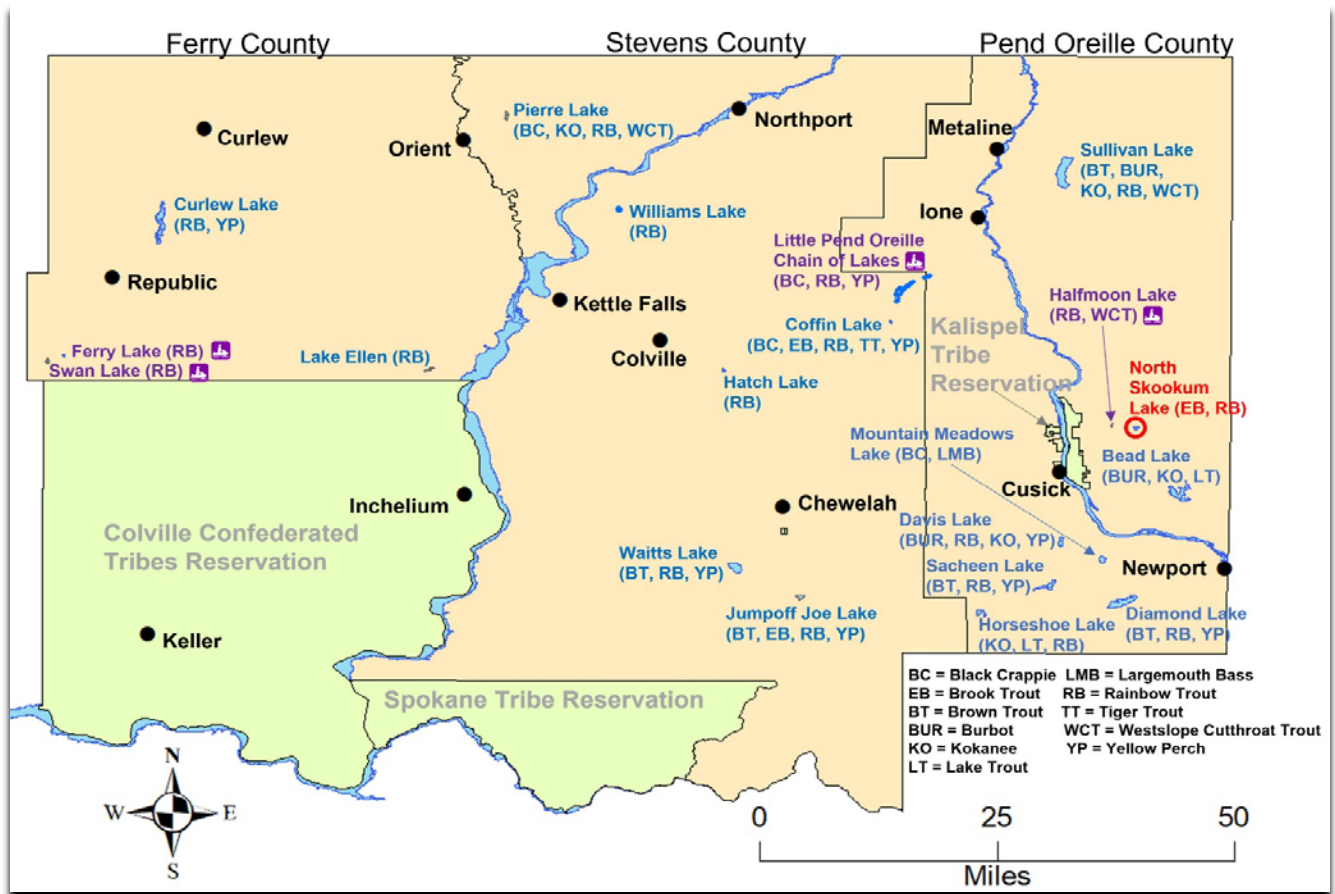 Ferry County
Stevens County
Pend Oreille County
Curlew
Orient
Pierre Lake
(BC, KO, RB, WCT)
Northport
Metaline
Sullivan Lake
(BT, BUR,
KO, RB, WCT)
Curlew Lake
(RB, YP)
Williams Lake
(RB)
Ione
Little Pend Oreille
Chain of Lakes
(BC, RB, YP)
Republic
Kettle Falls
Halfmoon Lake
(RB, WCT)
Coffin Lake
(BC, EB, RB, TT, YP)
Kalispel
Tribe
Reservation
Colville
Ferry Lake (RB)
Swan Lake (RB)
Lake Ellen (RB)
Hatch Lake
(RB)
North
Skookum
Lake (EB, RB)
Mountain Meadows
Lake (BC, LMB)
Bead Lake
(BUR, KO, LT)
Cusick
Inchelium
Chewelah
Colville Confederated
Tribes Reservation
Davis Lake
(BUR, RB, KO, YP)
Waitts Lake
(BT, RB, YP)
Sacheen Lake
(BT, RB, YP)
Newport
Jumpoff Joe Lake
(BT, EB, RB, YP)
Horseshoe Lake
(KO, LT, RB)
Diamond Lake
(BT, RB, YP)
Keller
Spokane Tribe Reservation
BC = Black Crappie LMB = Largemouth Bass
EB = Brook Trout RB = Rainbow Trout
BT = Brown Trout TT = Tiger Trout
BUR = Burbot WCT = Westslope Cutthroat Trout
KO = Kokanee YP = Yellow Perch
LT = Lake Trout
N
W E
S
0 25 50
Miles